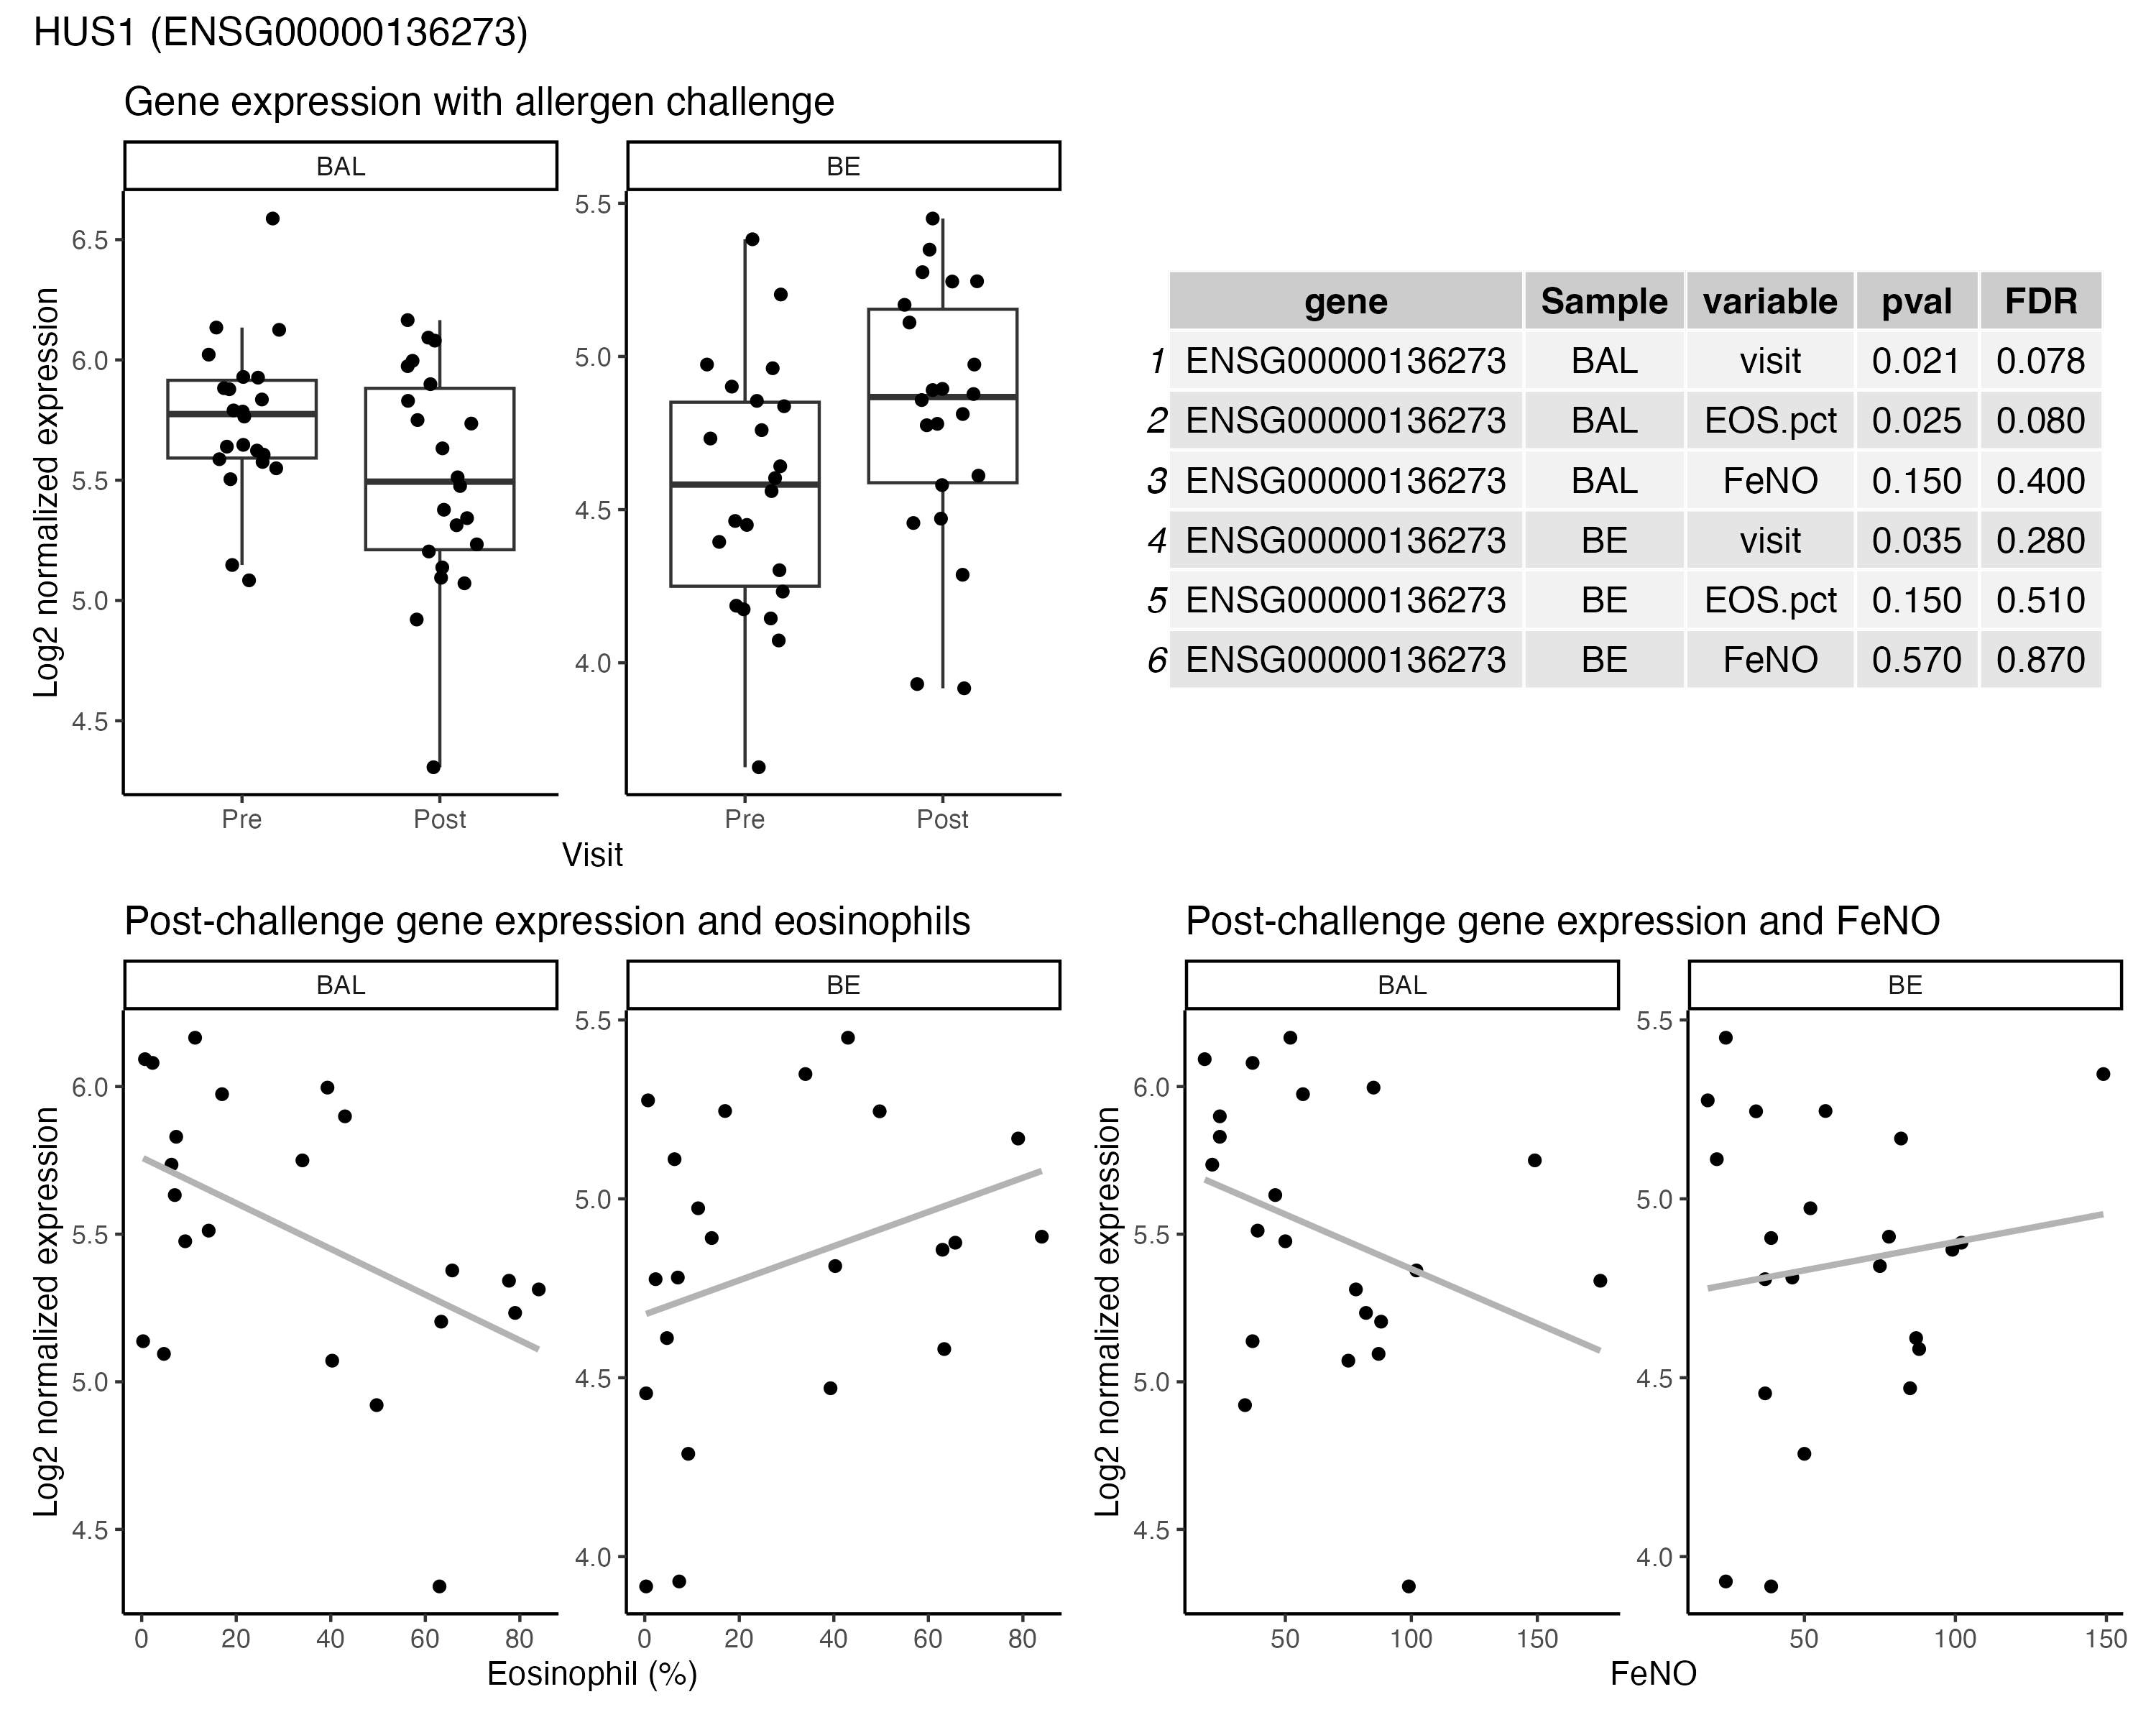 HUS1 (ENSG00000136273)
Gene expression with allergen challenge
BAL
BE
Log2 normalized expression
6.5
6.0
5.5
5.0
4.5
5.5
5.0
4.5
4.0
Pre
Post
Pre
Post
Visit
gene Sample variable pval FDR
1 ENSG00000136273 BAL visit 0.021 0.078
2 ENSG00000136273 BAL EOS.pct 0.025 0.080
3 ENSG00000136273 BAL FeNO 0.150 0.400
4 ENSG00000136273 BE visit 0.035 0.280
5 ENSG00000136273 BE EOS.pct 0.150 0.510
6 ENSG00000136273 BE FeNO 0.570 0.870
Post-challenge gene expression and eosinophils
BAL
BE
Log2 normalized expression
6.0
5.5
5.0
4.5
5.5
5.0
4.5
4.0
0 20 40 60 80
0 20 40 60 80
Eosinophil (%)
Post-challenge gene expression and FeNO
BAL
BE
Log2 normalized expression
6.0
5.5
5.0
4.5
5.5
5.0
4.5
4.0
50 100 150
50 100 150
FeNO